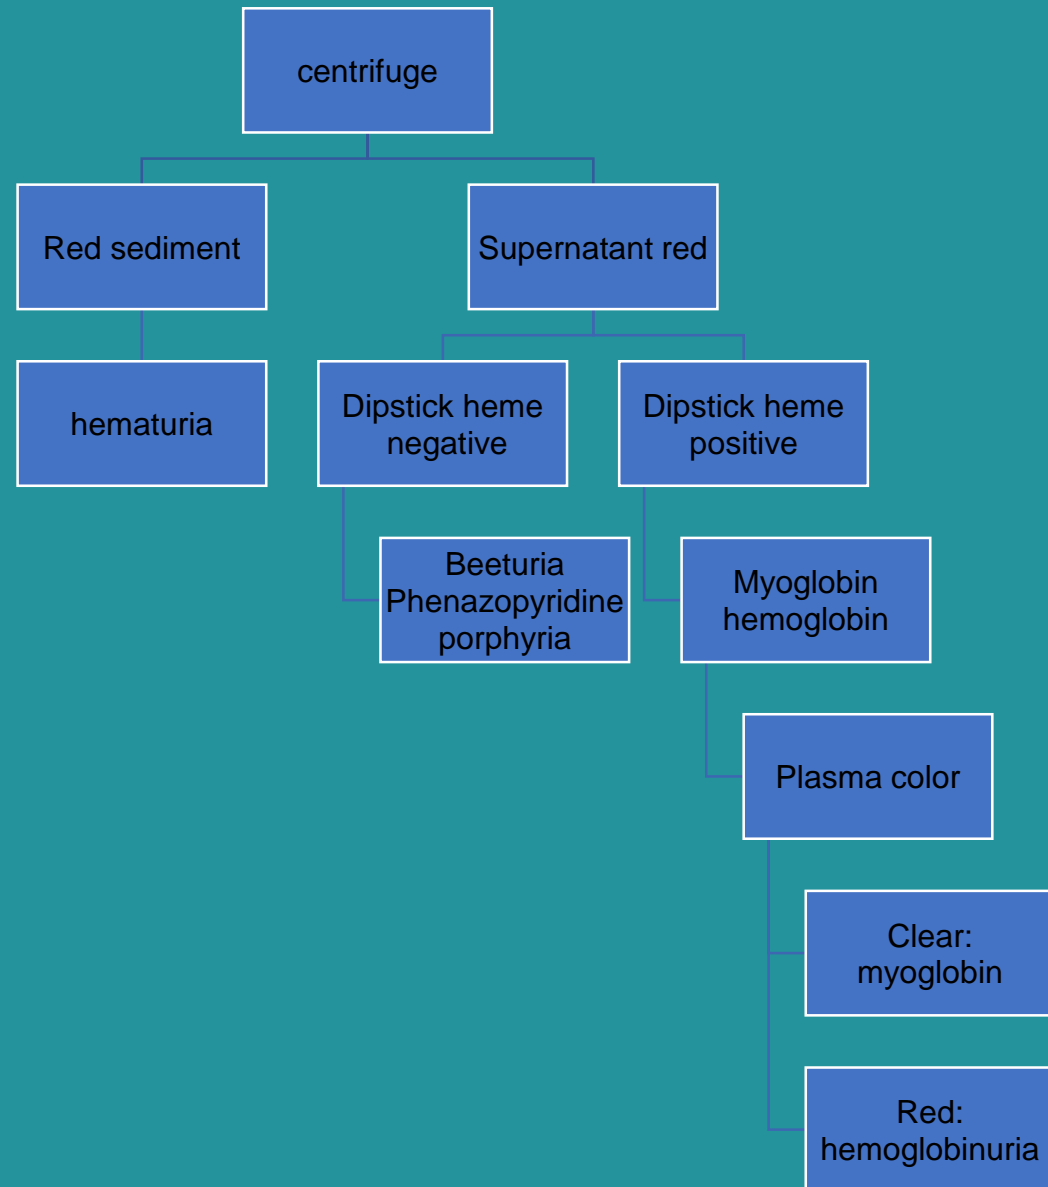 centrifuge
Red sediment
Supernatant red
hematuria
Dipstick heme
negative
Dipstick heme
positive
Beeturia
Phenazopyridine
porphyria
Myoglobin
hemoglobin
Plasma color
Clear:
myoglobin
Red:
hemoglobinuria